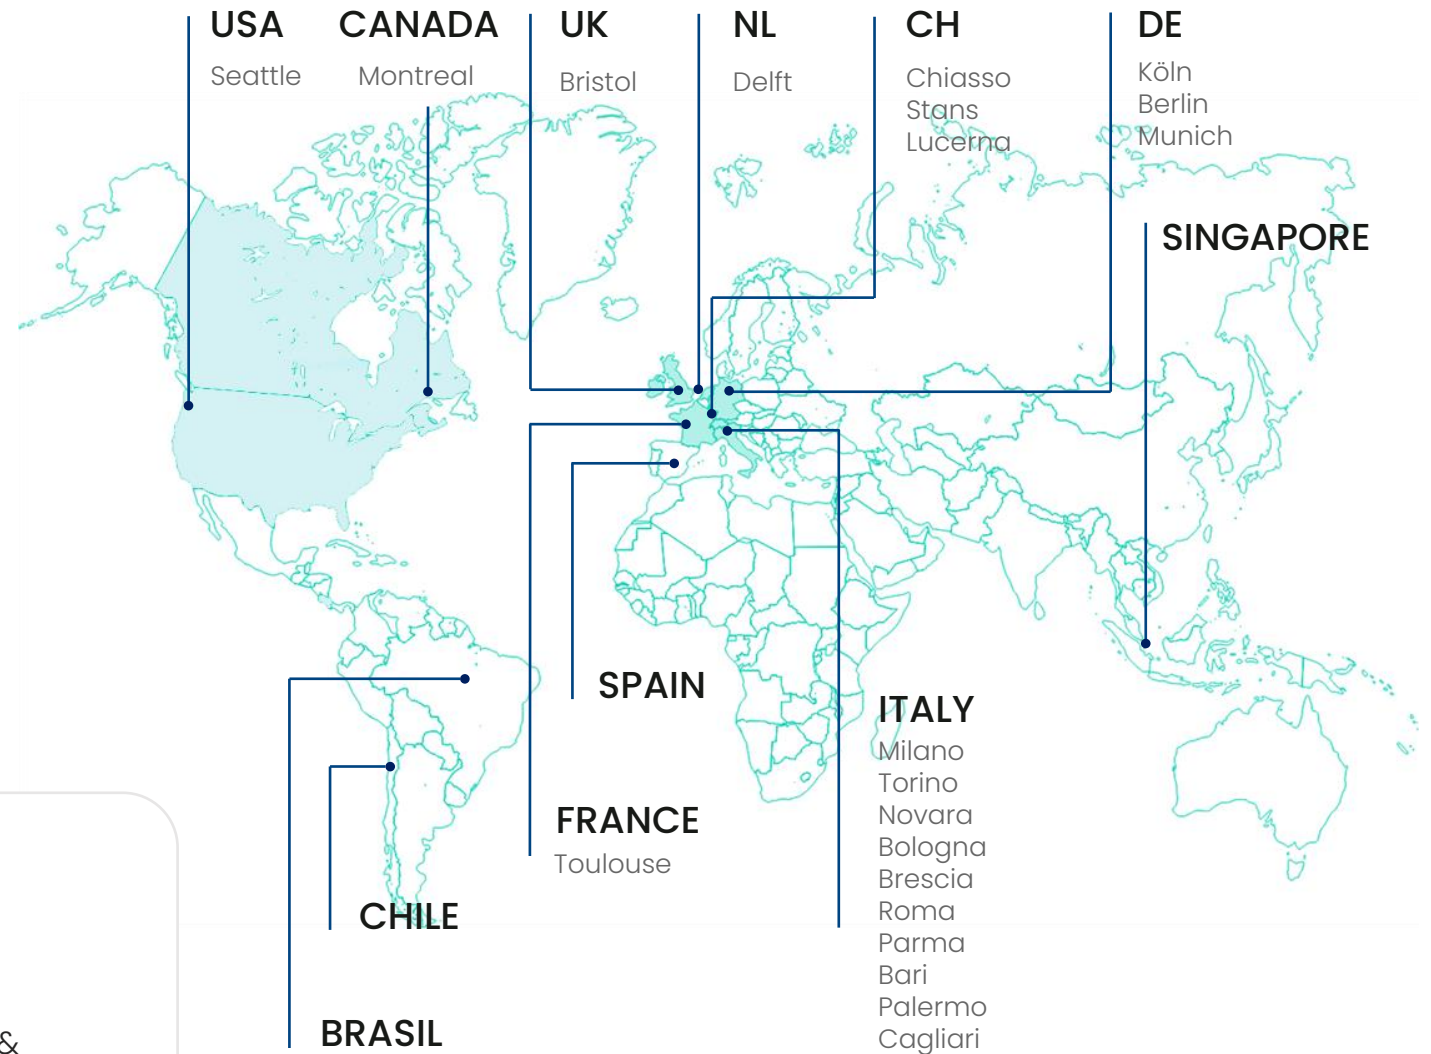 USA
Seattle
CANADA
Montreal
UK
Bristol
NL
Delft
CH
Chiasso
Stans
Lucerna
DE
Köln
Berlin
Munich
SINGAPORE
SPAIN
ITALY
Milano
Torino
Novara
Bologna
Brescia
Roma
Parma
Bari
Palermo
Cagliari
FRANCE
Toulouse
CHILE
BRASIL
&